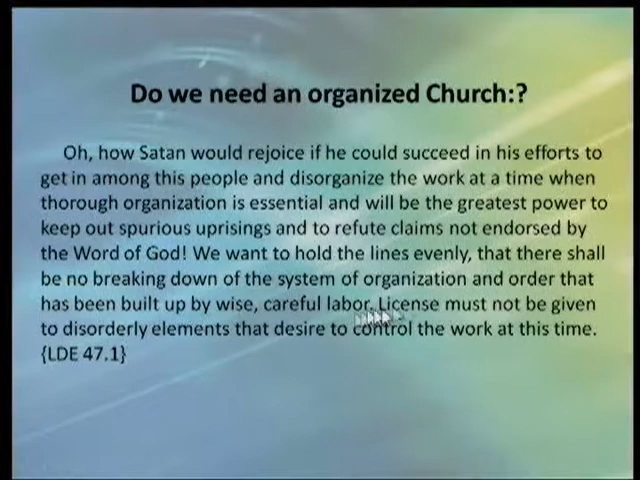 Do we need an organized Church:?
Oh, how Satan would rejoice if he could succeed in his efforts to
get in among this people and disorganize the work at a time when
thorough organization is essential and will be the greatest power to
keep out spurious uprisings and to refute claims not endorsed by
the Word of God! We want to hold the lines evenly, that there shall
be no breaking down of the system of organization and order that
has been built up by wise, careful labor. License must not be given
to disorderly elements that desire to control the work at this time.
{LDE 47.1}